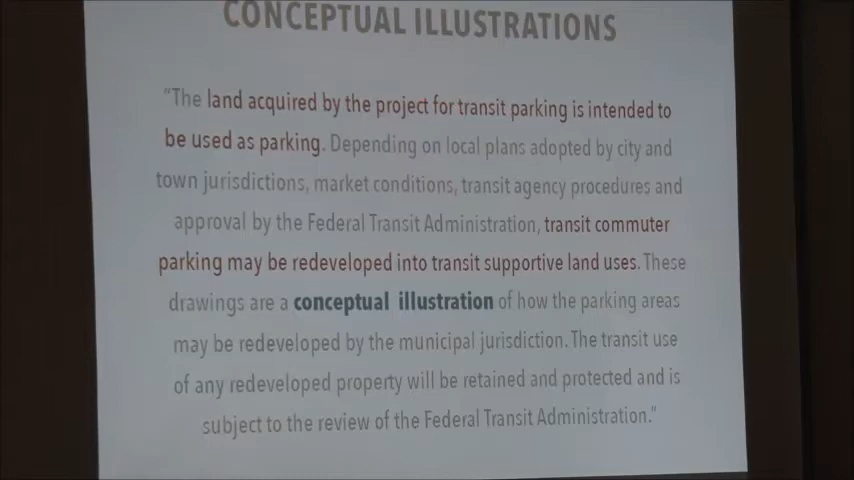 CONCEPTUAL ILLUSTRATIONS
“The land acquired by the project for transit parking is intended to
be used as parking. Depending on local plans adopted by city and
town jurisdictions, market conditions, transit agency procedures and
approval by the Federal Transit Administration, transit commuter
parking may be redeveloped into transit supportive land uses. These
drawings are a conceptual illustration of how the parking areas
may be redeveloped by the municipal jurisdiction. The transit use
of any redeveloped property will be retained and protected and is
subject to the review of the Federal Transit Administration.”